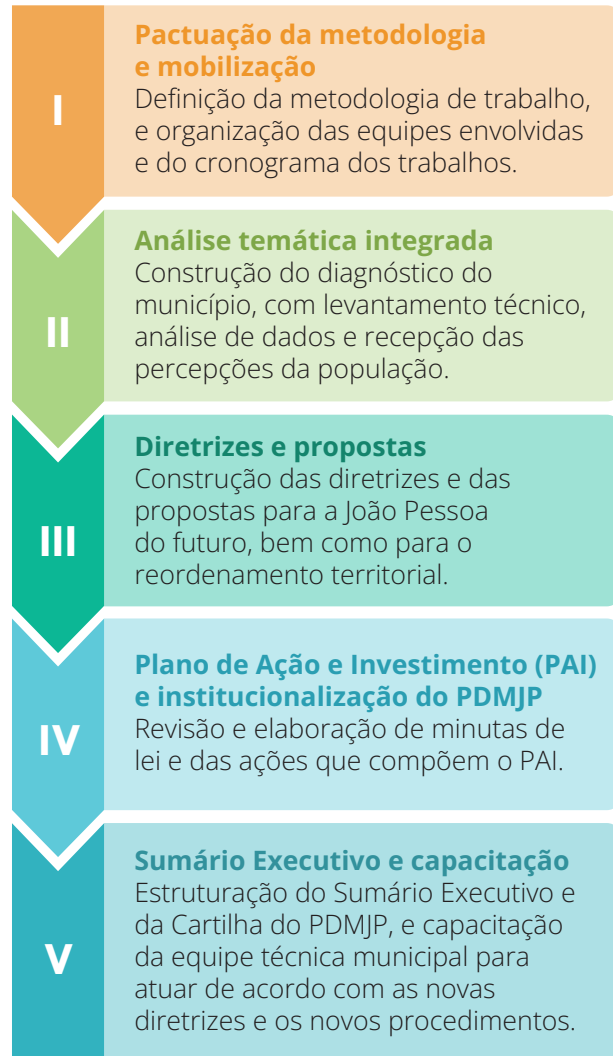 I
Pactuação da metodologia
e mobilização
Definição da metodologia de trabalho,
e organização das equipes envolvidas
e do cronograma dos trabalhos.
II
Análise temática integrada
Construção do diagnóstico do
município, com levantamento técnico,
análise de dados e recepção das
percepções da população.
III
Diretrizes e propostas
Construção das diretrizes e das
propostas para a João Pessoa
do futuro, bem como para o
reordenamento territorial.
IV
Plano de Ação e Investimento (PAI)
e institucionalização do PDMJP
Revisão e elaboração de minutas de
lei e das ações que compõem o PAI.
V
Sumário Executivo e capacitação
Estruturação do Sumário Executivo e
da Cartilha do PDMJP, e capacitação
da equipe técnica municipal para
atuar de acordo com as novas
diretrizes e os novos procedimentos.